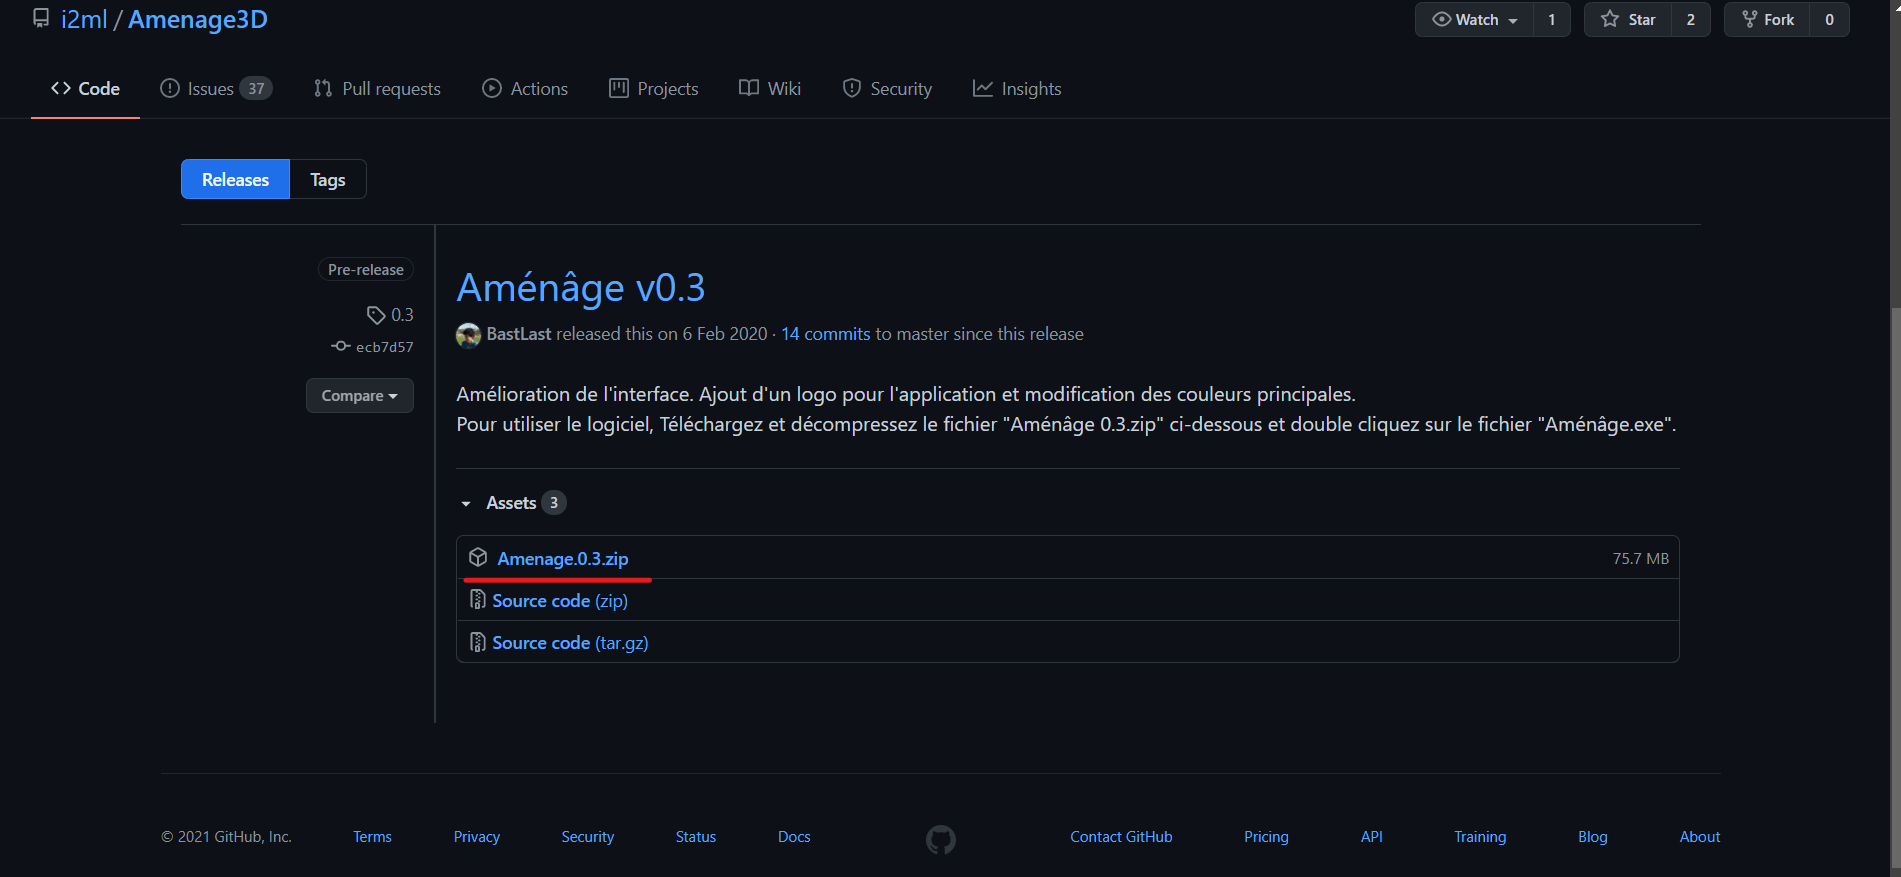 i2ml / Amenage3D
Watch 1 Star 2 Fork 0
Code Issues 37 Pull requests Actions Projects Wiki Security Insights
Releases Tags
Pre-release
0.3
ecb7d57
Compare
Aménâge v0.3
BastLast released this on 6 Feb 2020 · 14 commits to master since this release
Amélioration de l'interface. Ajout d'un logo pour l'application et modification des couleurs principales.
Pour utiliser le logiciel, Téléchargez et décompressez le fichier "Aménâge 0.3.zip" ci-dessous et double cliquez sur le fichier "Aménâge.exe".
Assets 3
Amenage.0.3.zip 75.7 MB
Source code (zip)
Source code (tar.gz)
© 2021 GitHub, Inc. Terms Privacy Security Status Docs Contact GitHub Pricing API Training Blog About